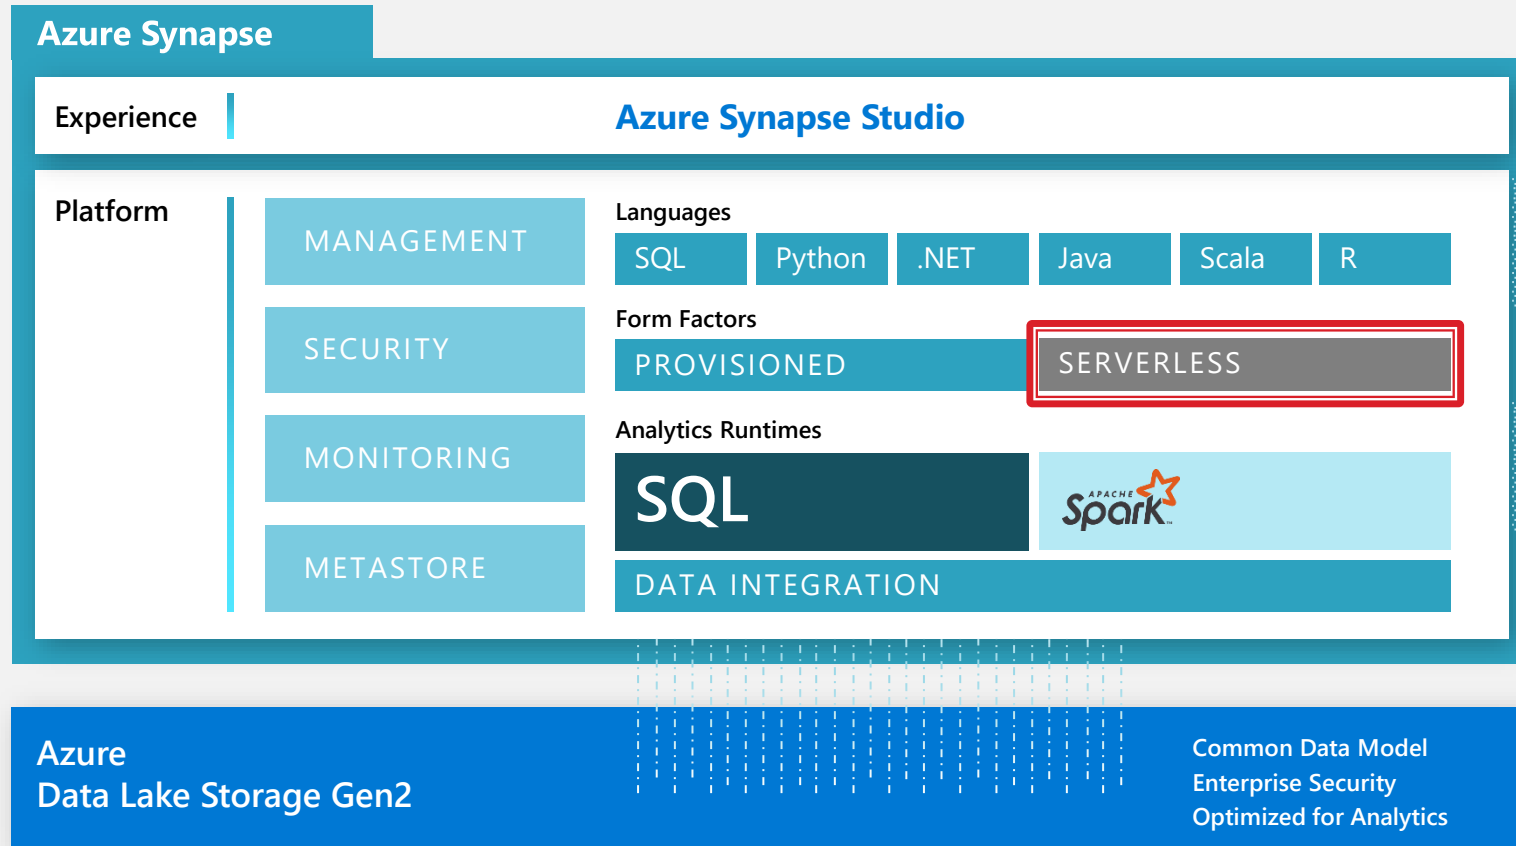 Azure Synapse
Experience
Azure Synapse Studio
Platform
MANAGEMENT
SECURITY
MONITORING
METASTORE
Languages
SQL
Python
.NET
Java
Scala
R
Form Factors
PROVISIONED
SERVERLESS
Analytics Runtimes
SQL
APACHE
Spark™
DATA INTEGRATION
Azure
Data Lake Storage Gen2
Common Data Model
Enterprise Security
Optimized for Analytics